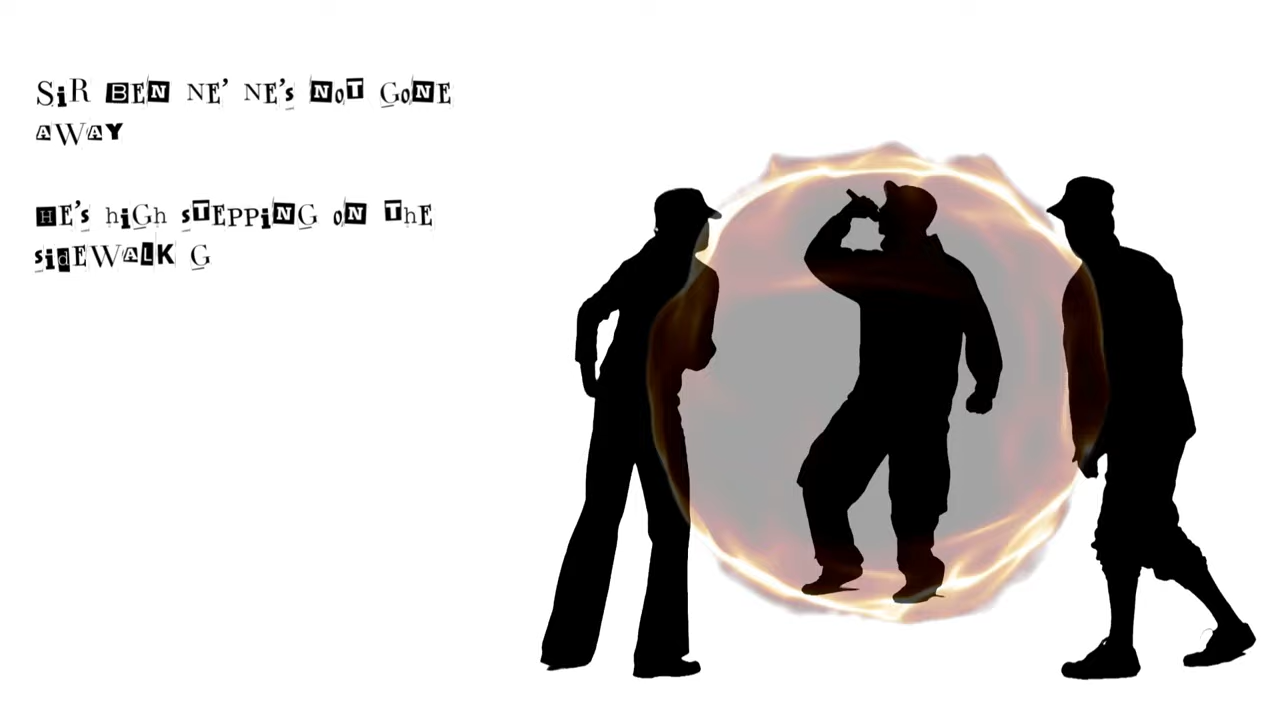 SiR BEN NE' NE's NoT GoNE
AWAY
HE's hiGh sTEPPiNG oN ThE
sidEWALK G